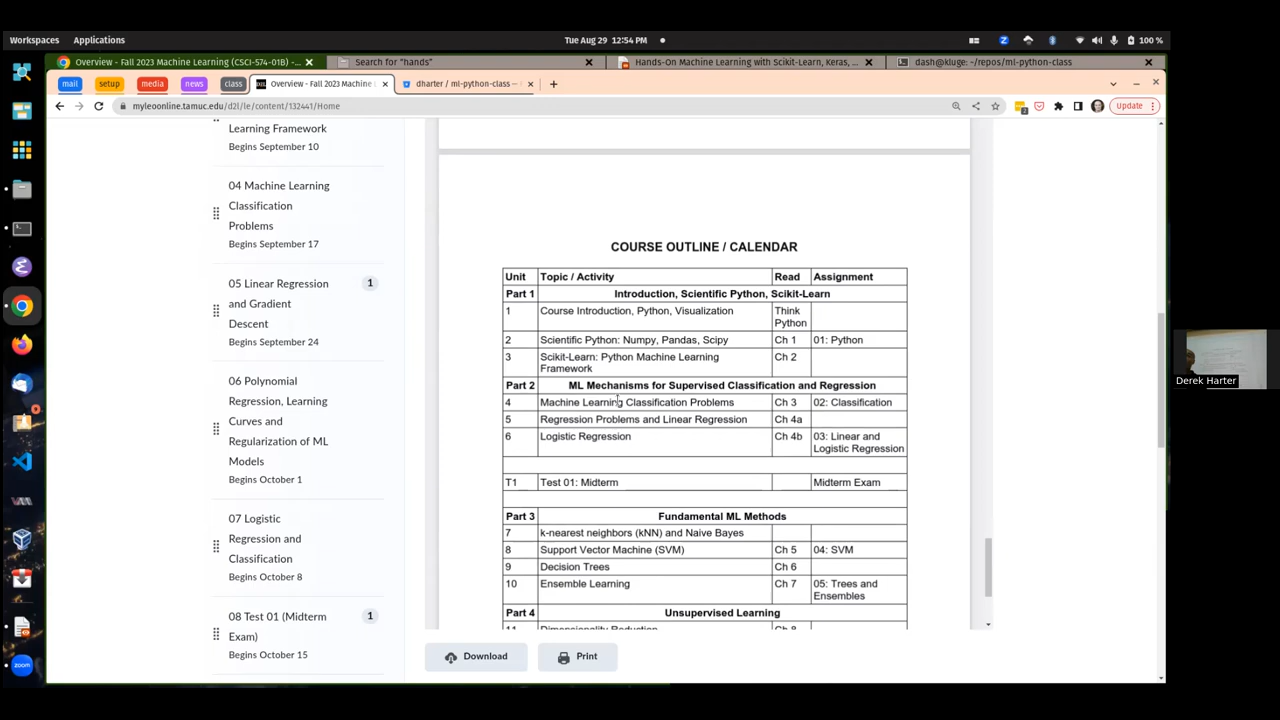 Workspaces Applications Tue Aug 29 12:54 PM 100 %
Overview - Fall 2023 Machine Learning (CSCI-574-01B) - ... Search for "hands" Hands-On Machine Learning with Scikit-Learn, Keras, ... dash@kluge: ~/repos/ml-python-class
mail setup media news class Overview - Fall 2023 Machine L dharter / ml-python-class —
myleoonline.tamuc.edu/d2l/le/content/132441/Home Update
Learning Framework
Begins September 10
04 Machine Learning
Classification
Problems
Begins September 17
05 Linear Regression 1
and Gradient
Descent
Begins September 24
06 Polynomial
Regression, Learning
Curves and
Regularization of ML
Models
Begins October 1
07 Logistic
Regression and
Classification
Begins October 8
08 Test 01 (Midterm 1
Exam)
Begins October 15
COURSE OUTLINE / CALENDAR
Unit Topic / Activity Read Assignment
Part 1 Introduction, Scientific Python, Scikit-Learn
1 Course Introduction, Python, Visualization Think
Python
2 Scientific Python: Numpy, Pandas, Scipy Ch 1 01: Python
3 Scikit-Learn: Python Machine Learning Ch 2
Framework
Part 2 ML Mechanisms for Supervised Classification and Regression
4 Machine Learning Classification Problems Ch 3 02: Classification
5 Regression Problems and Linear Regression Ch 4a
6 Logistic Regression Ch 4b 03: Linear and
Logistic Regression
T1 Test 01: Midterm Midterm Exam
Part 3 Fundamental ML Methods
7 k-nearest neighbors (kNN) and Naive Bayes
8 Support Vector Machine (SVM) Ch 5 04: SVM
9 Decision Trees Ch 6
10 Ensemble Learning Ch 7 05: Trees and
Ensembles
Part 4 Unsupervised Learning
11 Dimensionality Reduction Ch 8
Download Print
Derek Harter